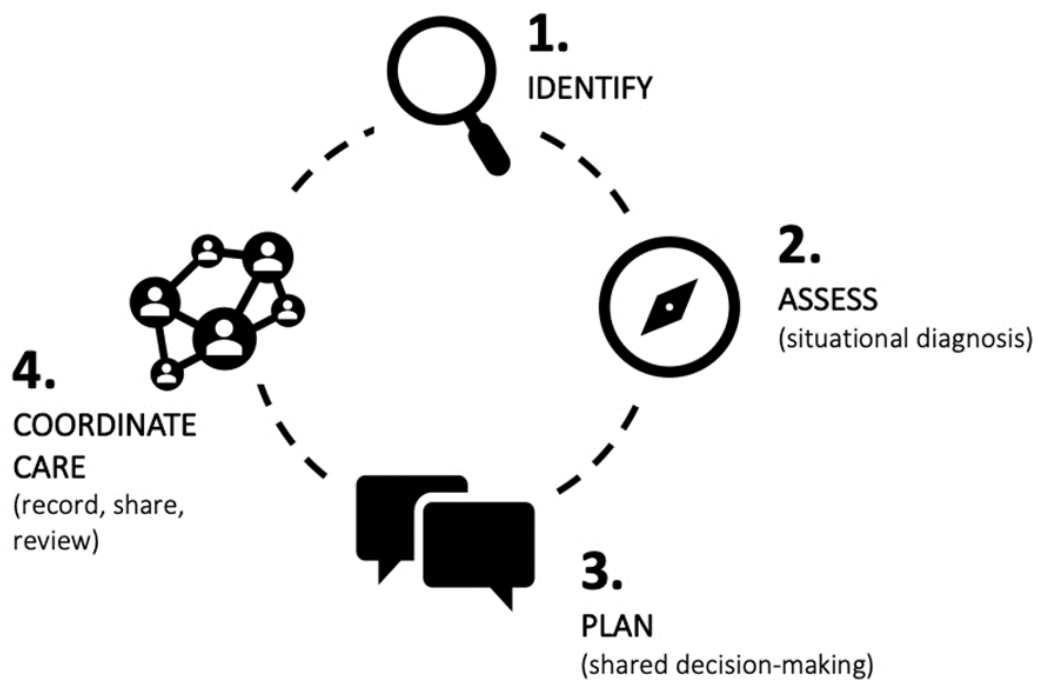 1.
IDENTIFY
2.
ASSESS
(situational diagnosis)
3.
PLAN
(shared decision-making)
4.
COORDINATE
CARE
(record, share,
review)